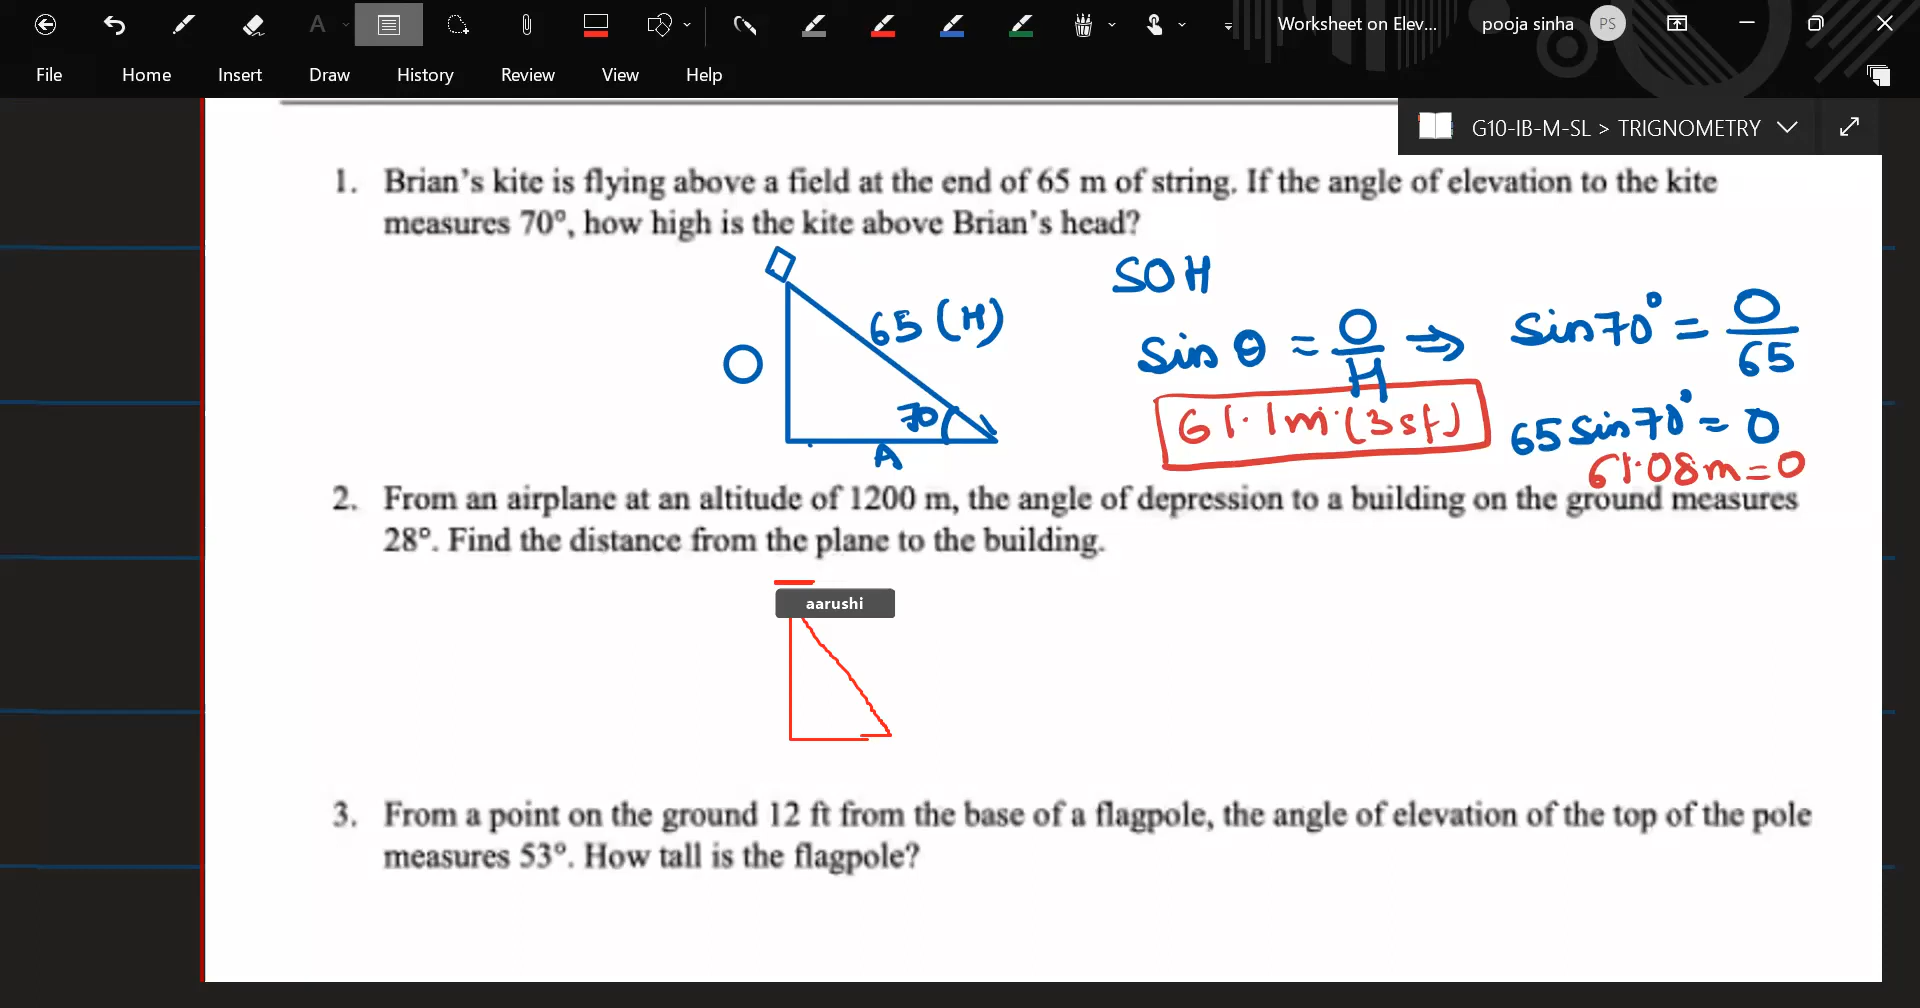 Worksheet on Elev...
pooja sinha
PS
File Home Insert Draw History Review View Help
G10-IB-M-SL > TRIGNOMETRY
1. Brian's kite is flying above a field at the end of 65 m of string. If the angle of elevation to the kite
measures 70°, how high is the kite above Brian's head?
65 (H)
O
70
A
SOH
sin θ = O/H ⇒ sin70° = O/65
65 sin70° = O
61.08m = O
61.1m.(3sf)
2. From an airplane at an altitude of 1200 m, the angle of depression to a building on the ground measures
28°. Find the distance from the plane to the building.
aarushi
3. From a point on the ground 12 ft from the base of a flagpole, the angle of elevation of the top of the pole
measures 53°. How tall is the flagpole?